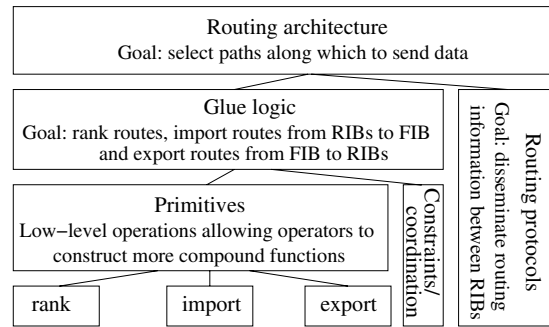 Routing architecture
Goal: select paths along which to send data
Glue logic
Goal: rank routes, import routes from RIBs to FIB
and export routes from FIB to RIBs
Routing protocols
Goal: disseminate routing
information between RIBs
Primitives
Low-level operations allowing operators to
construct more compound functions
Constraints/
coordination
rank
import
export